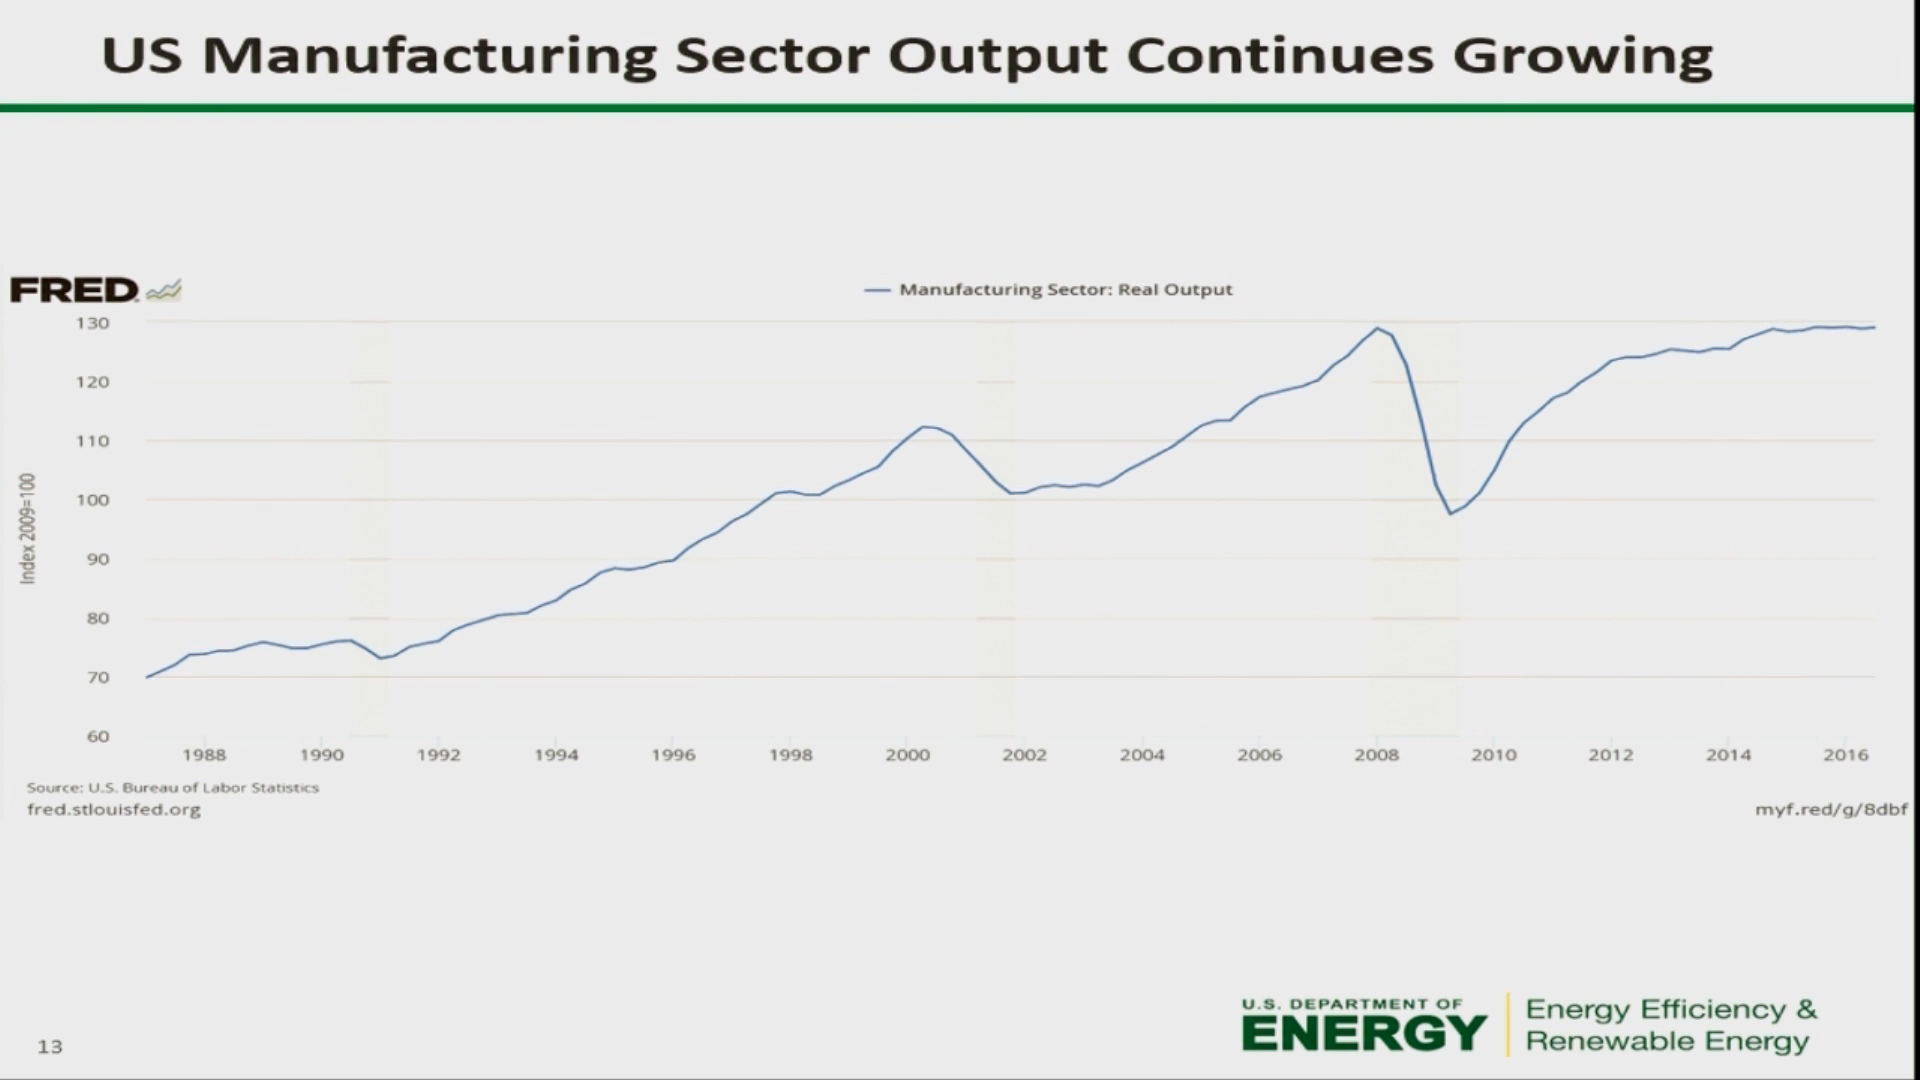 US Manufacturing Sector Output Continues Growing
FRED
Manufacturing Sector: Real Output
130
120
110
100
90
80
70
60
Index 2009=100
1988 1990 1992 1994 1996 1998 2000 2002 2004 2006 2008 2010 2012 2014 2016
Source: U.S. Bureau of Labor Statistics
fred.stlouisfed.org
myf.red/g/8dbf
U.S. DEPARTMENT OF
ENERGY
Energy Efficiency &
Renewable Energy
13